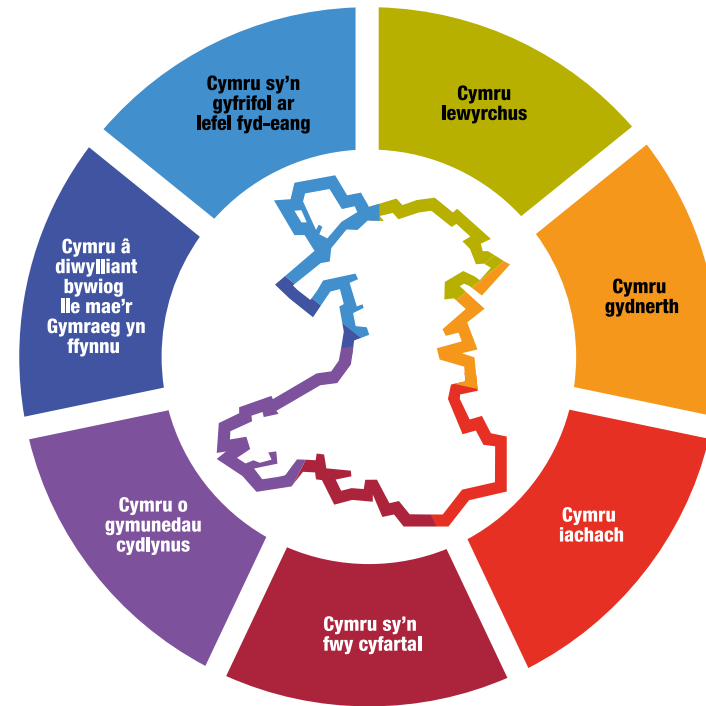 Cymru sy'n
gyfrifol ar
lefel fyd-eang
Cymru
lewyrchus
Cymru
gydnerth
Cymru
iachach
Cymru sy'n
fwy cyfartal
Cymru o
gymunedau
cydlynus
Cymru â
diwylliant
bywiog
lle mae'r
Gymraeg yn
ffynnu